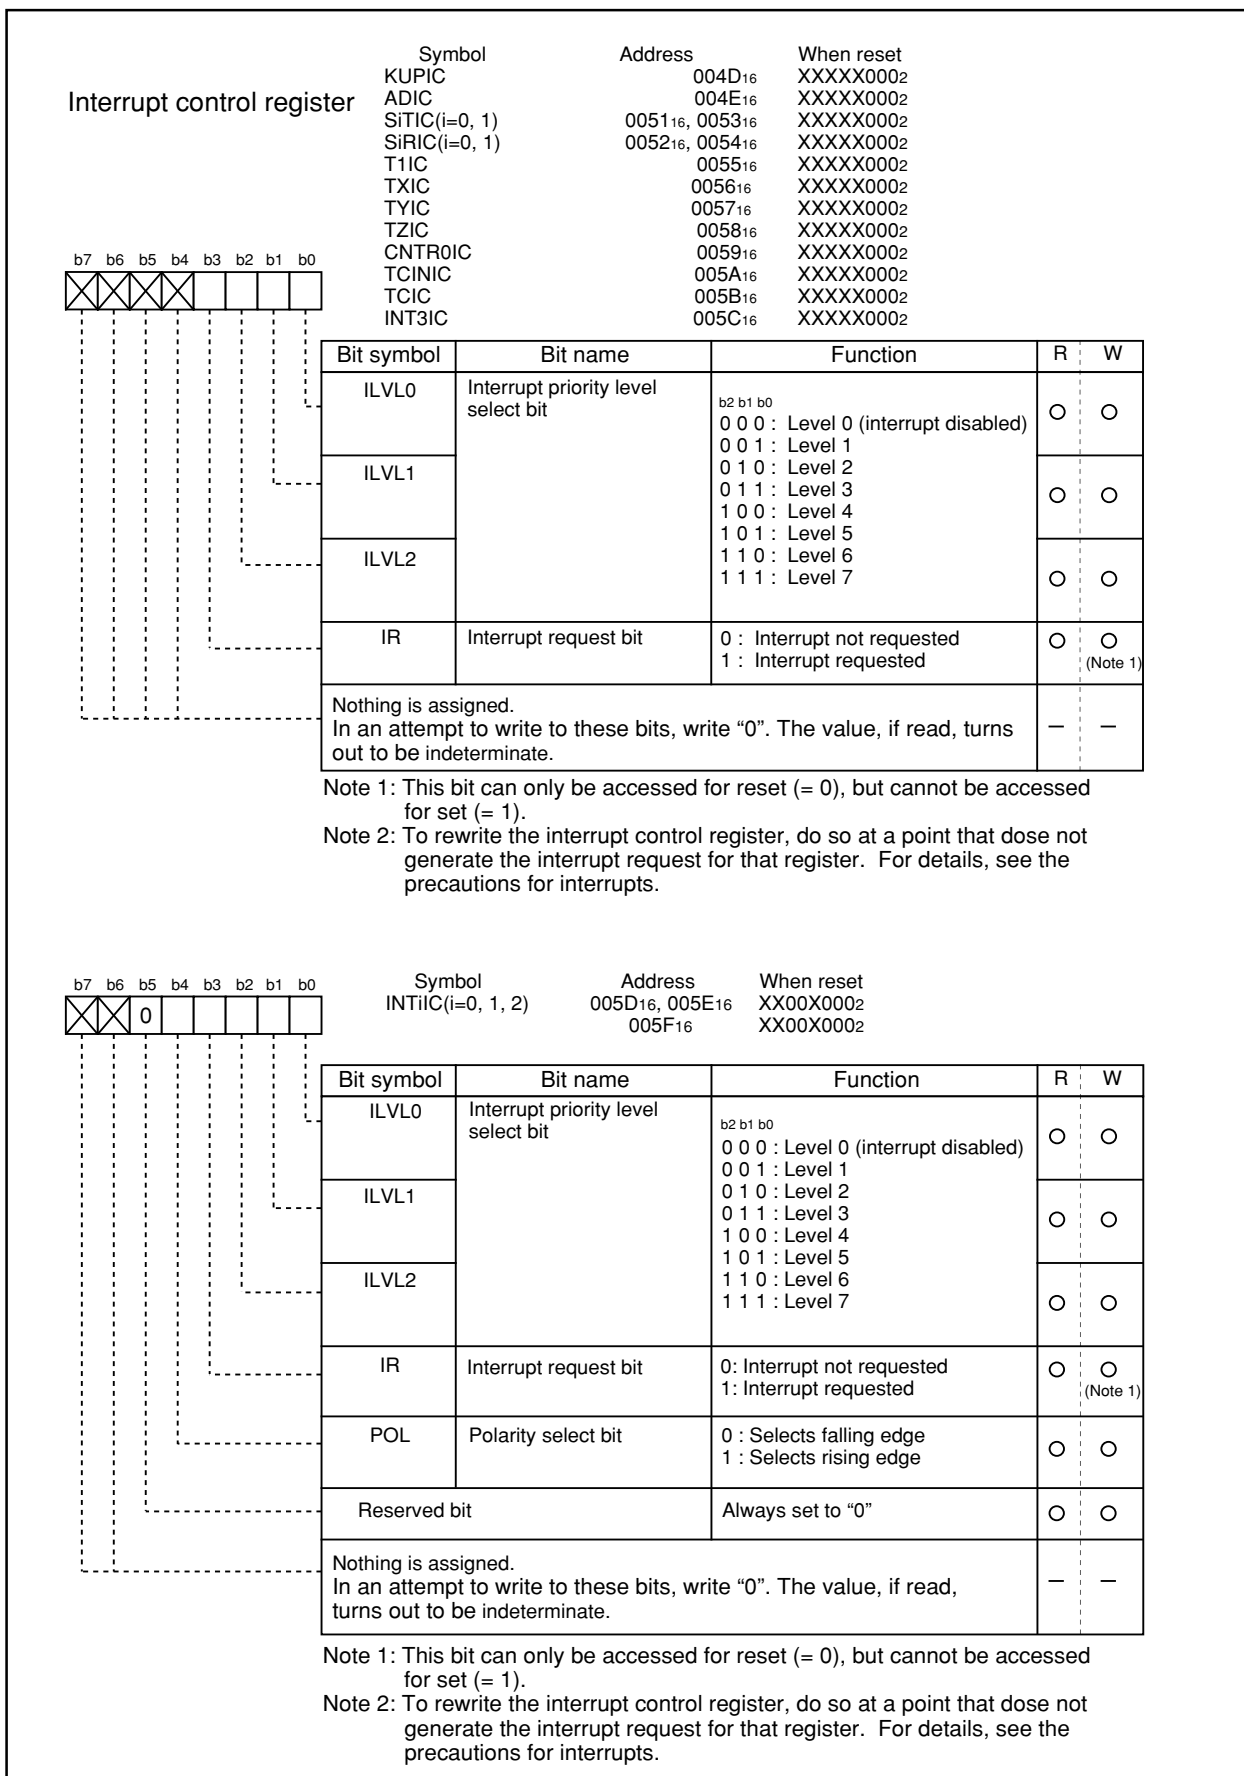 Symbol Address When reset
Interrupt control register
KUPIC 004D16 XXXXX0002
ADIC 004E16 XXXXX0002
SiTIC(i=0, 1) 005116, 005316 XXXXX0002
SiRIC(i=0, 1) 005216, 005416 XXXXX0002
T1IC 005516 XXXXX0002
TXIC 005616 XXXXX0002
TYIC 005716 XXXXX0002
TZIC 005816 XXXXX0002
CNTR0IC 005916 XXXXX0002
TCINIC 005A16 XXXXX0002
TCIC 005B16 XXXXX0002
INT3IC 005C16 XXXXX0002
b7 b6 b5 b4 b3 b2 b1 b0
Bit symbol Bit name Function R W
ILVL0 Interrupt priority level
select bit
b2 b1 b0
0 0 0 : Level 0 (interrupt disabled)
0 0 1 : Level 1
ILVL1 0 1 0 : Level 2
0 1 1 : Level 3
1 0 0 : Level 4
1 0 1 : Level 5
ILVL2 1 1 0 : Level 6
1 1 1 : Level 7
IR Interrupt request bit 0 : Interrupt not requested
1 : Interrupt requested (Note 1)
Nothing is assigned.
In an attempt to write to these bits, write “0”. The value, if read, turns – –
out to be indeterminate.
Note 1: This bit can only be accessed for reset (= 0), but cannot be accessed
for set (= 1).
Note 2: To rewrite the interrupt control register, do so at a point that dose not
generate the interrupt request for that register. For details, see the
precautions for interrupts.
b7 b6 b5 b4 b3 b2 b1 b0
0
Symbol Address When reset
INTiIC(i=0, 1, 2) 005D16, 005E16 XX00X0002
005F16 XX00X0002
Bit symbol Bit name Function R W
ILVL0 Interrupt priority level
select bit
b2 b1 b0
0 0 0 : Level 0 (interrupt disabled)
0 0 1 : Level 1
ILVL1 0 1 0 : Level 2
0 1 1 : Level 3
1 0 0 : Level 4
1 0 1 : Level 5
ILVL2 1 1 0 : Level 6
1 1 1 : Level 7
IR Interrupt request bit 0: Interrupt not requested
1: Interrupt requested (Note 1)
POL Polarity select bit 0 : Selects falling edge
1 : Selects rising edge
Reserved bit Always set to “0”
Nothing is assigned.
In an attempt to write to these bits, write “0”. The value, if read, – –
turns out to be indeterminate.
Note 1: This bit can only be accessed for reset (= 0), but cannot be accessed
for set (= 1).
Note 2: To rewrite the interrupt control register, do so at a point that dose not
generate the interrupt request for that register. For details, see the
precautions for interrupts.